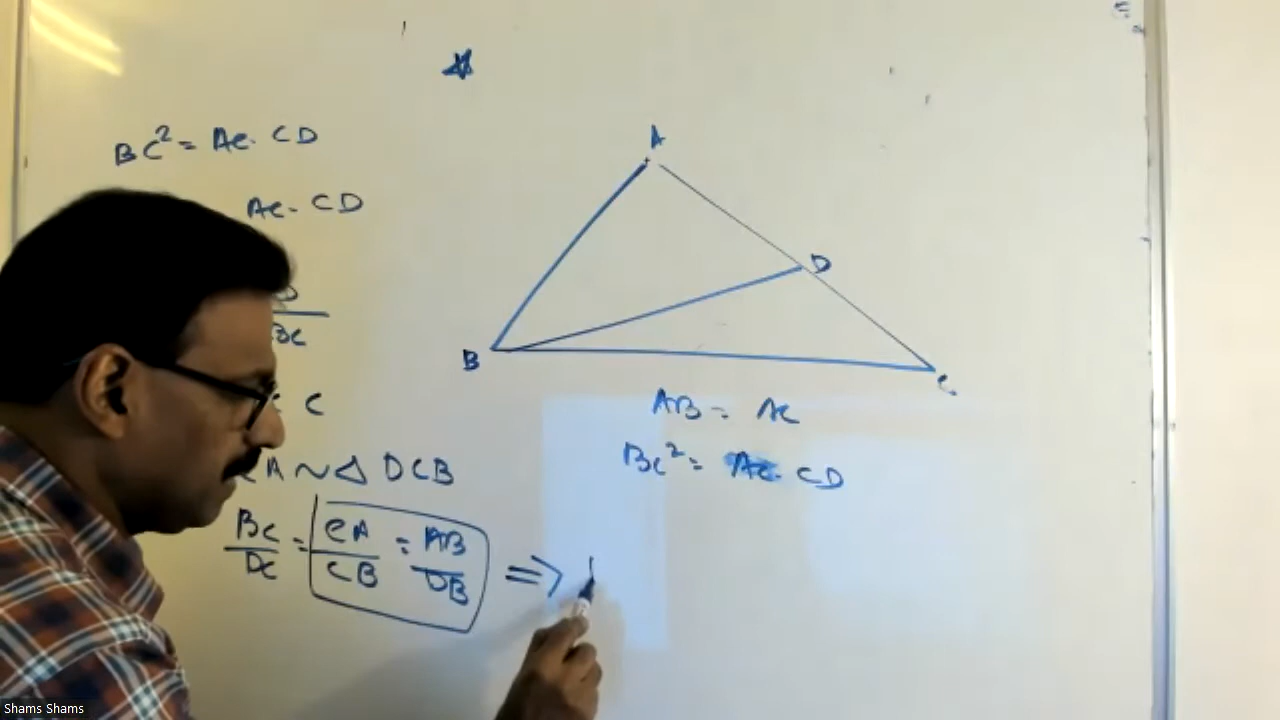 BC² = AC. CD
AC. CD
DC
= C
A ~ △ DCB
BC/DC = CA/CB = AB/DB ⇒
A
D
B
C
AB = AC
BC² = AC. CD
Shams Shams